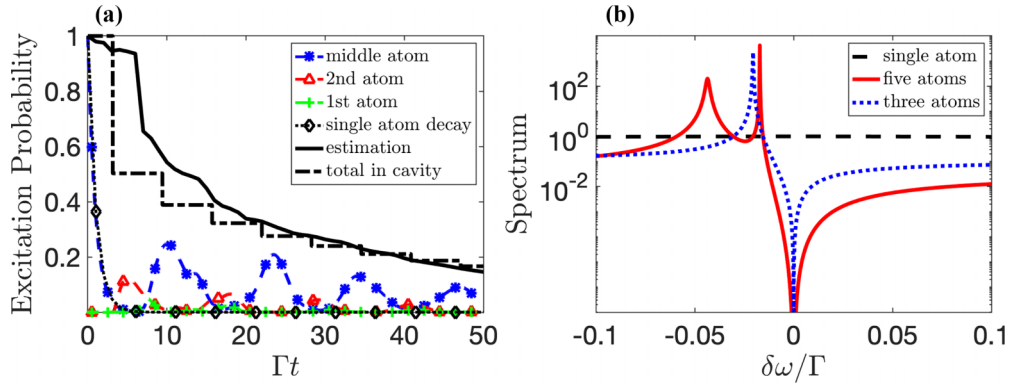 (a)
Excitation Probability
1
0.8
0.6
0.4
0.2
0
10
20
30
40
50
Γt
middle atom
2nd atom
1st atom
single atom decay
estimation
total in cavity
(b)
Spectrum
10^2
10^0
10^-2
-0.1
-0.05
0
0.05
0.1
δω/Γ
single atom
five atoms
three atoms